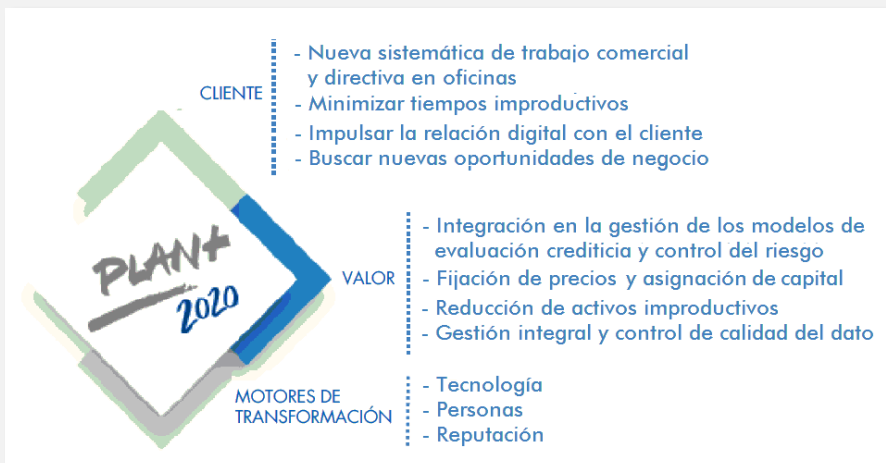 CLIENTE
- Nueva sistemática de trabajo comercial
y directiva en oficinas
- Minimizar tiempos improductivos
- Impulsar la relación digital con el cliente
- Buscar nuevas oportunidades de negocio
PLAN+
2020
VALOR
- Integración en la gestión de los modelos de
evaluación crediticia y control del riesgo
- Fijación de precios y asignación de capital
- Reducción de activos improductivos
- Gestión integral y control de calidad del dato
MOTORES DE
TRANSFORMACIÓN
- Tecnología
- Personas
- Reputación